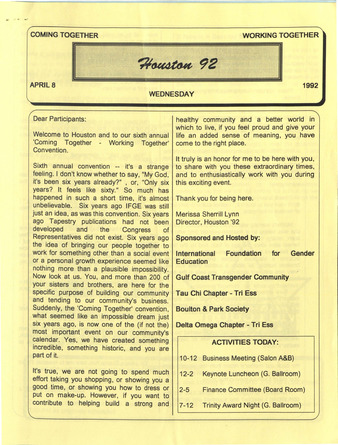 COMING TOGETHER
WORKING TOGETHER
Houston 92
APRIL 8
1992
WEDNESDAY
Dear Participants:
Welcome to Houston and to our sixth annual
'Coming Together - Working Together'
Convention.
Sixth annual convention -- it's a strange
feeling. I don't know whether to say, "My God,
it's been six years already?" , or, "Only six
years? It feels like sixty." So much has
happened in such a short time, it's almost
unbelievable. Six years ago IFGE was still
just an idea, as was this convention. Six years
ago Tapestry publications had not been
developed and the Congress of
Representatives did not exist. Six years ago
the idea of bringing our people together to
work for something other than a social event
or a personal growth experience seemed like
nothing more than a plausible impossibility.
Now look at us. You, and more than 200 of
your sisters and brothers, are here for the
specific purpose of building our community
and tending to our community's business.
Suddenly, the 'Coming Together' convention,
what seemed like an impossible dream just
six years ago, is now one of the (if not the)
most important event on our community's
calendar. Yes, we have created something
incredible, something historic, and you are
part of it.
It's true, we are not going to spend much
effort taking you shopping, or showing you a
good time, or showing you how to dress or
put on make-up. However, if you want to
contribute to helping build a strong and
healthy community and a better world in
which to live, if you feel proud and give your
life an added sense of meaning, you have
come to the right place.
It truly is an honor for me to be here with you,
to share with you these extraordinary times,
and to enthusiastically work with you during
this exciting event.
Thank you for being here.
Merissa Sherrill Lynn
Director, Houston '92
Sponsored and Hosted by:
International Foundation for Gender
Education
Gulf Coast Transgender Community
Tau Chi Chapter - Tri Ess
Boulton & Park Society
Delta Omega Chapter - Tri Ess
ACTIVITIES TODAY:
10-12 Business Meeting (Salon A&B)
12-2 Keynote Luncheon (G. Ballroom)
2-5 Finance Committee (Board Room)
7-12 Trinity Award Night (G. Ballroom)